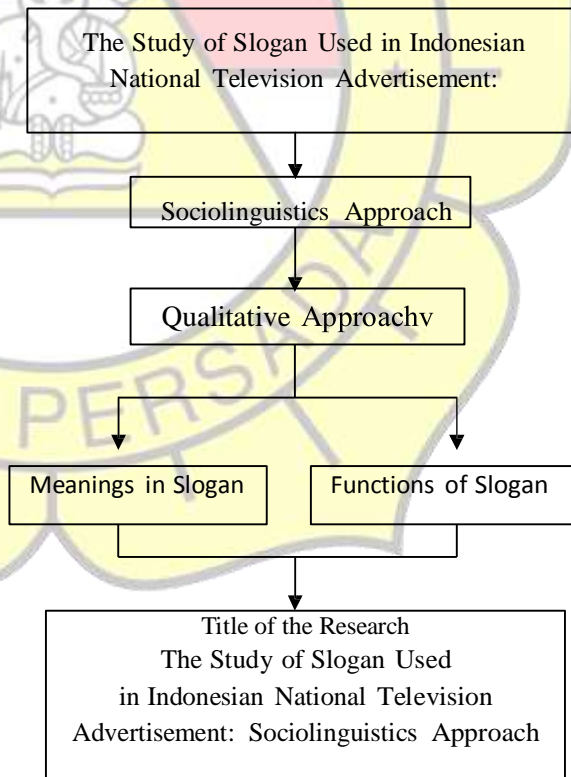 The Study of Slogan Used in Indonesian
National Television Advertisement:
Sociolinguistics Approach
Qualitative Approachv
PERSADA
Meanings in Slogan
Functions of Slogan
Title of the Research
The Study of Slogan Used
in Indonesian National Television
Advertisement: Sociolinguistics Approach